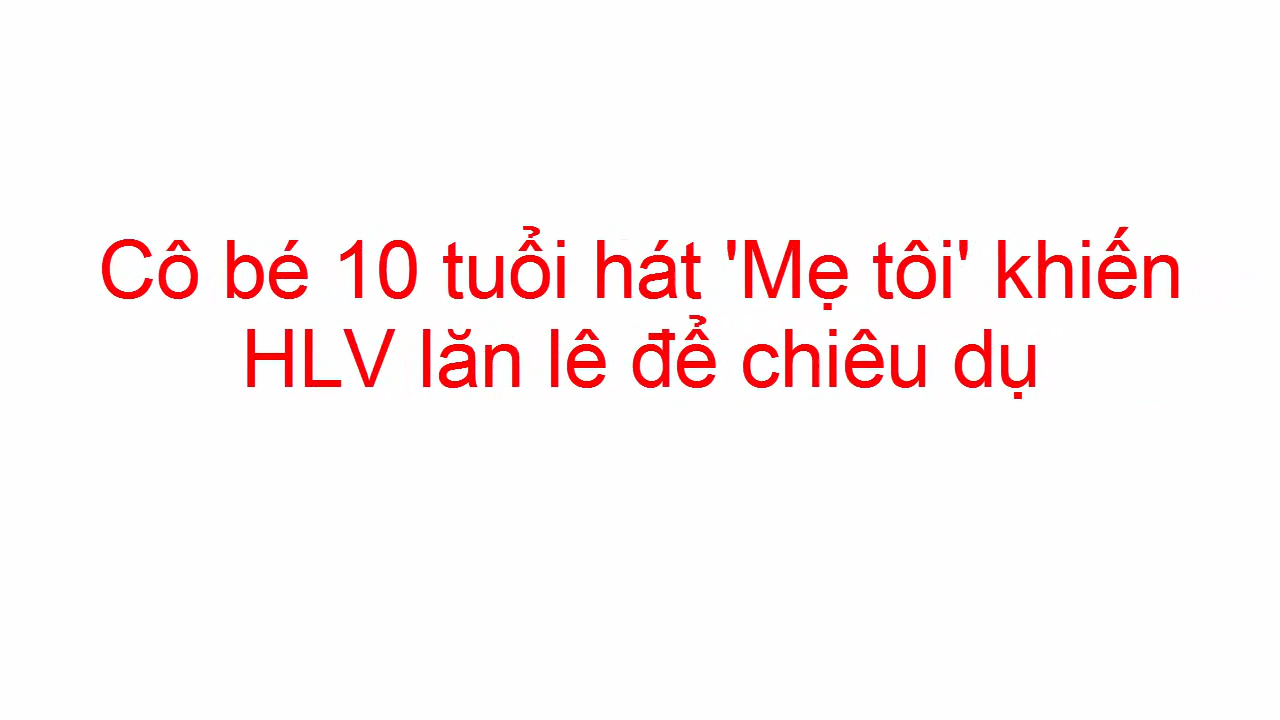 Cô bé 10 tuổi hát 'Mẹ tôi' khiến
HLV lăn lê để chiêu dụ